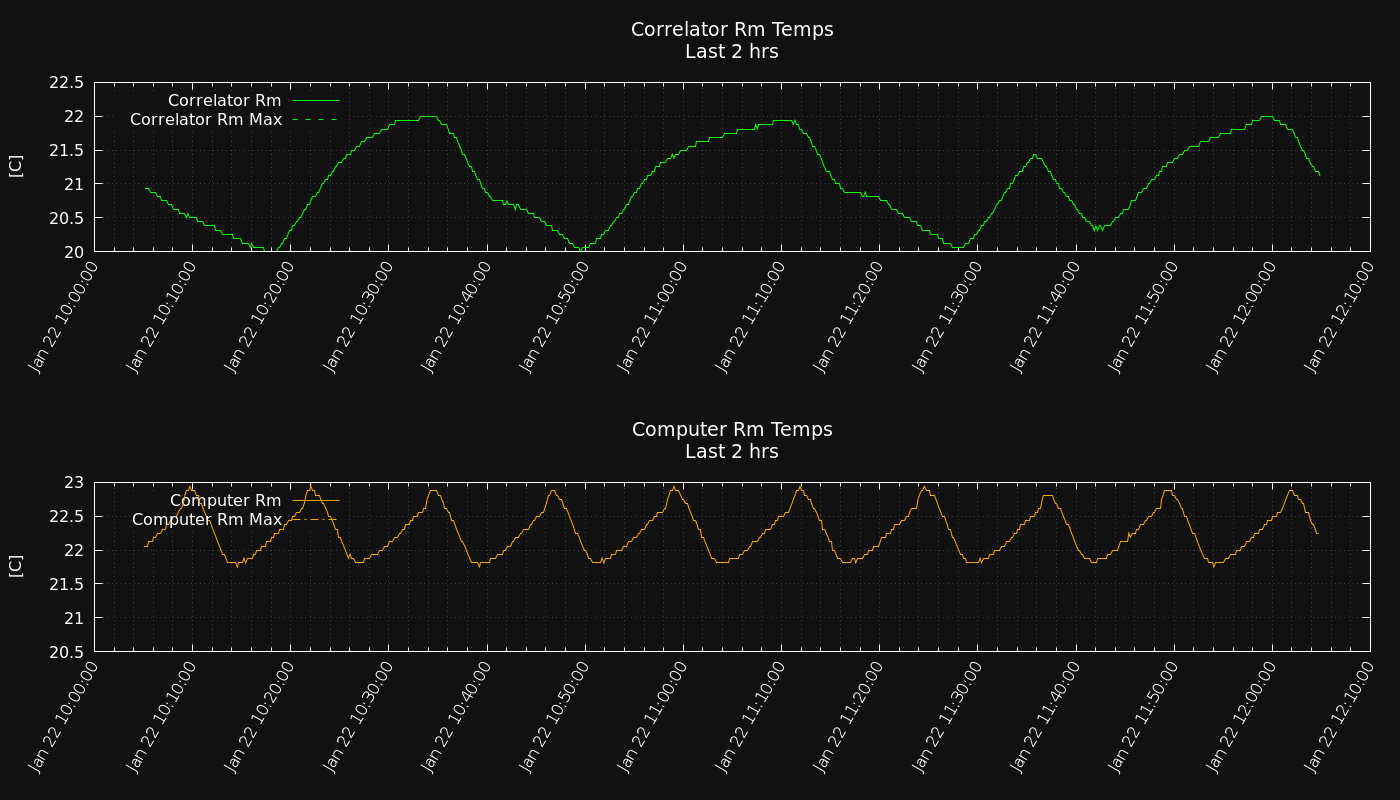 Correlator Rm Temps
Last 2 hrs
22.5
22
21.5
21
20.5
20
[C]
Correlator Rm
Correlator Rm Max
Jan 22 10:00:00
Jan 22 10:10:00
Jan 22 10:20:00
Jan 22 10:30:00
Jan 22 10:40:00
Jan 22 10:50:00
Jan 22 11:00:00
Jan 22 11:10:00
Jan 22 11:20:00
Jan 22 11:30:00
Jan 22 11:40:00
Jan 22 11:50:00
Jan 22 12:00:00
Jan 22 12:10:00
Computer Rm Temps
Last 2 hrs
23
22.5
22
21.5
21
20.5
[C]
Computer Rm
Computer Rm Max
Jan 22 10:00:00
Jan 22 10:10:00
Jan 22 10:20:00
Jan 22 10:30:00
Jan 22 10:40:00
Jan 22 10:50:00
Jan 22 11:00:00
Jan 22 11:10:00
Jan 22 11:20:00
Jan 22 11:30:00
Jan 22 11:40:00
Jan 22 11:50:00
Jan 22 12:00:00
Jan 22 12:10:00